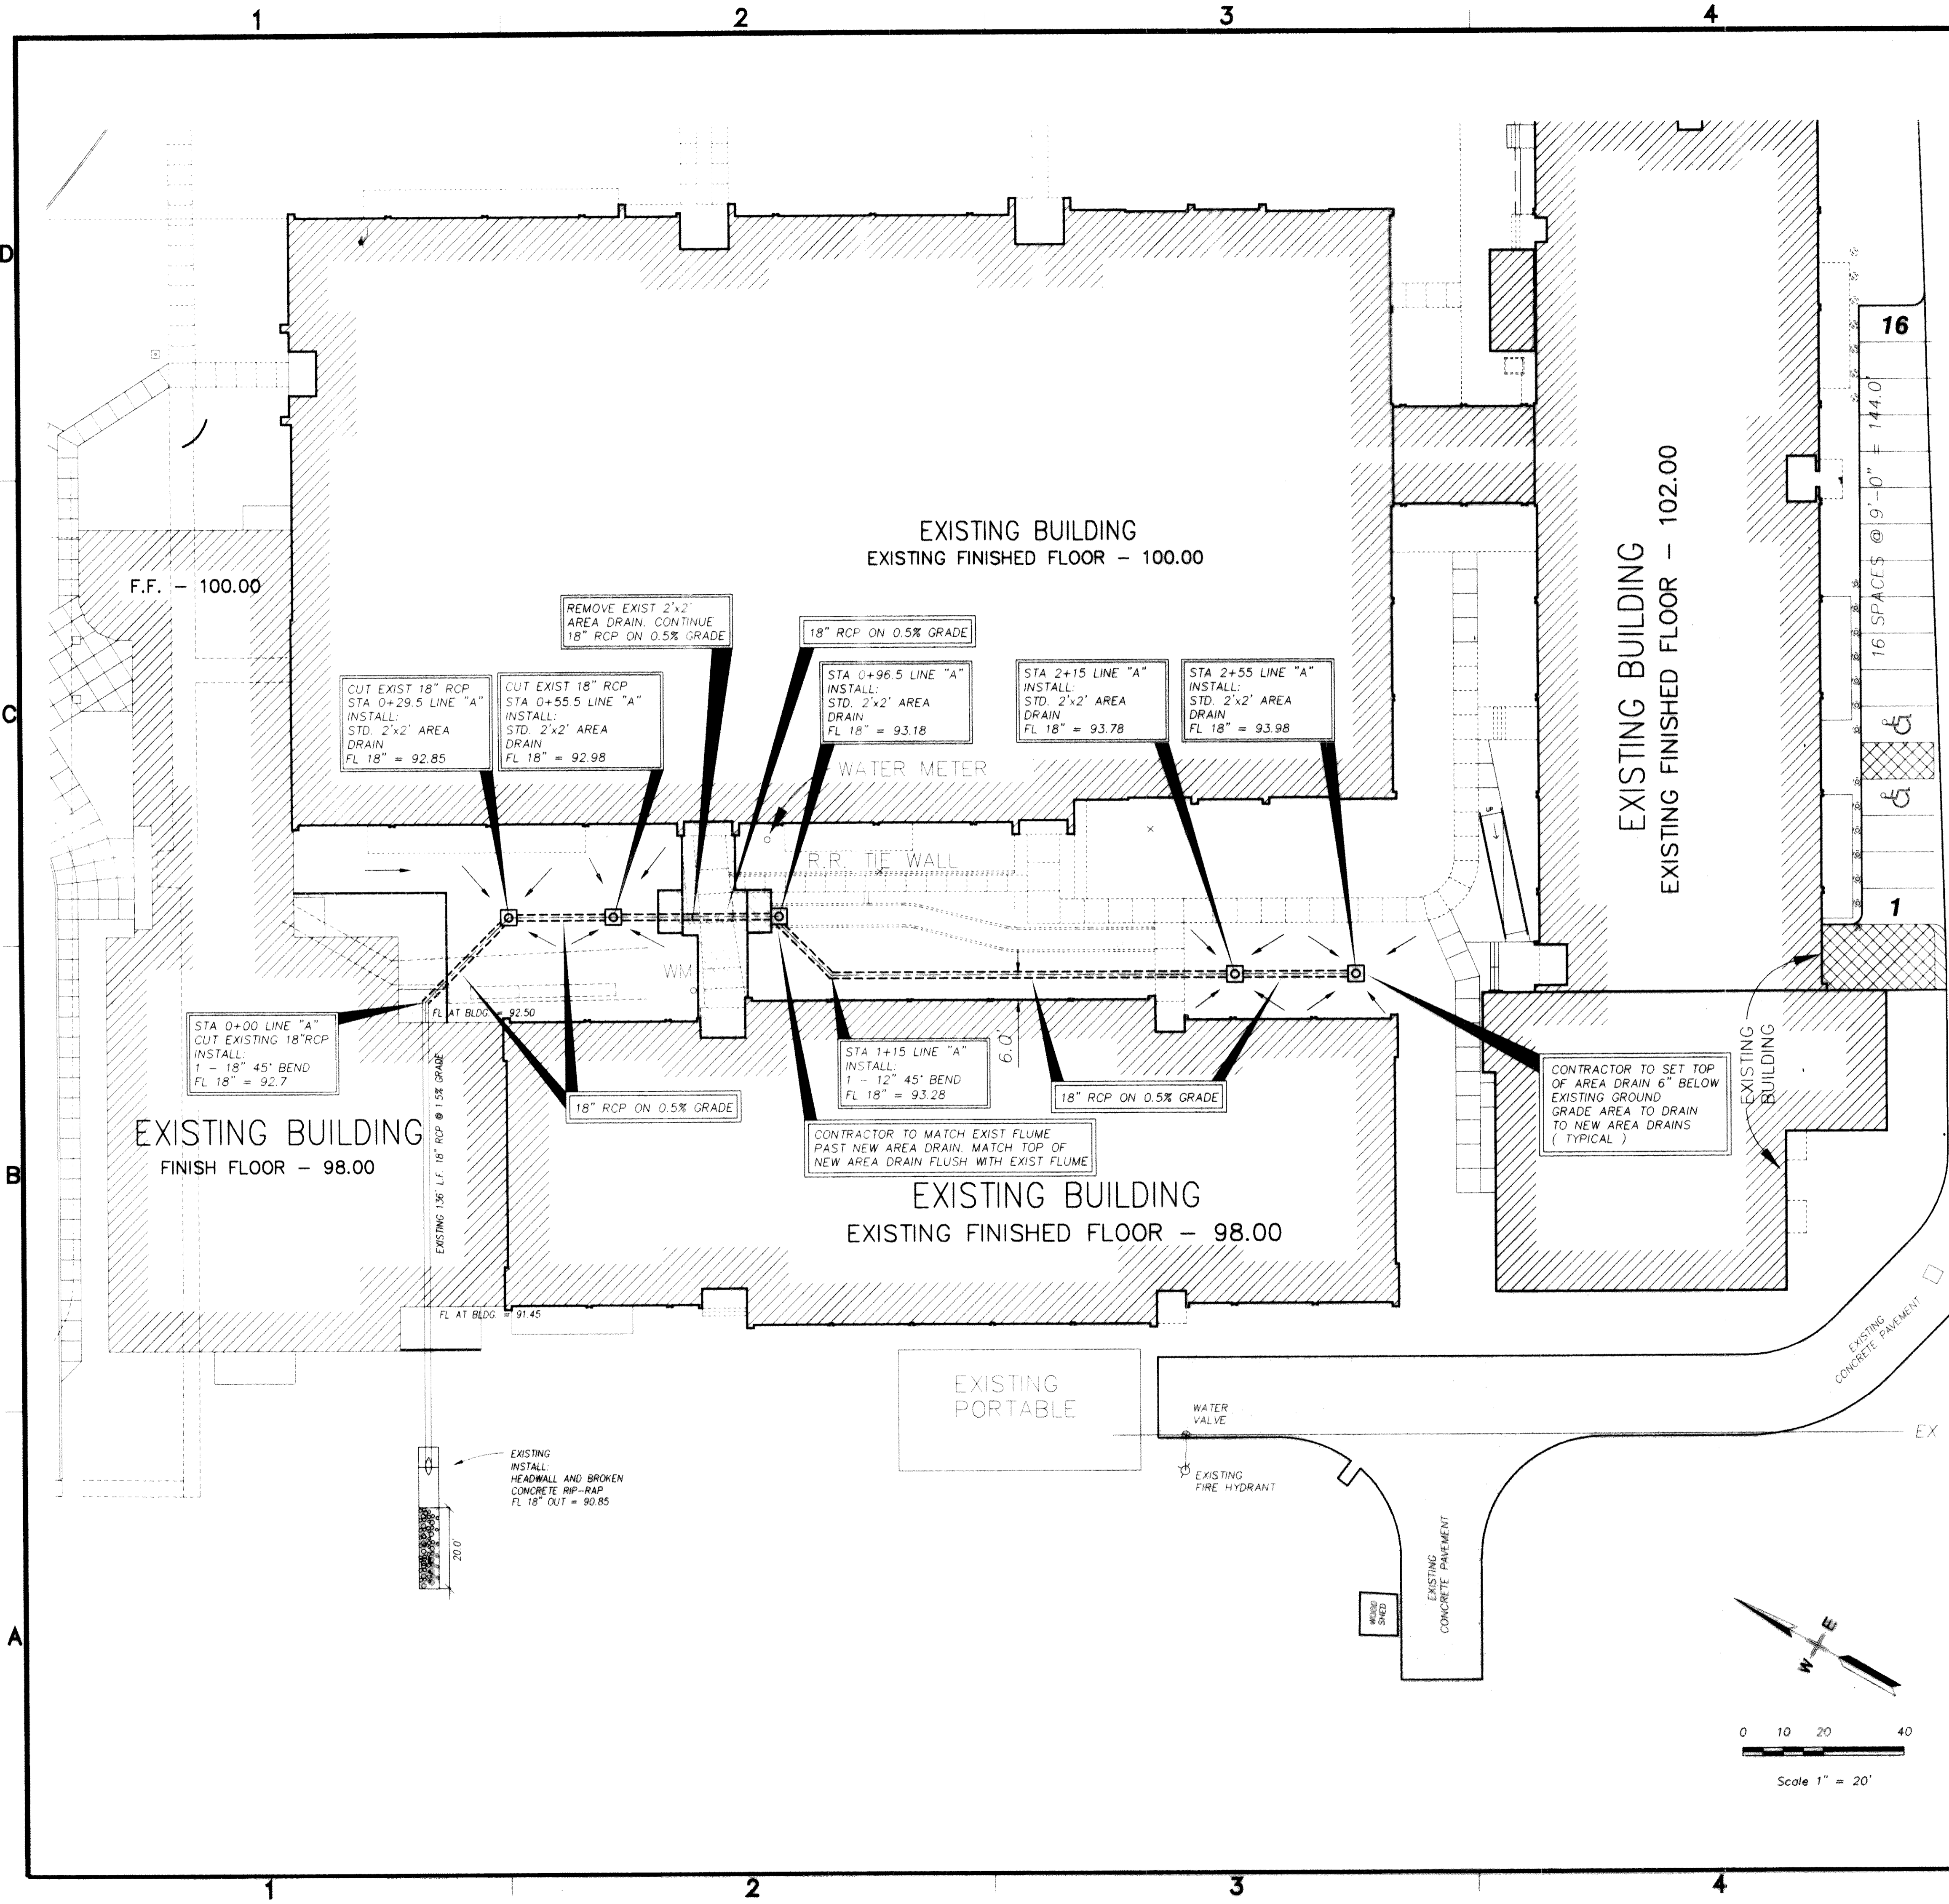 1
2
3
4
D
C
B
A
16
16 SPACES @ 9'-0" = 144.0'
1
EXISTING BUILDING
EXISTING FINISHED FLOOR - 100.00
EXISTING BUILDING
EXISTING FINISHED FLOOR - 102.00
F.F. - 100.00
REMOVE EXIST 2'x2'
AREA DRAIN. CONTINUE
18" RCP ON 0.5% GRADE
18" RCP ON 0.5% GRADE
CUT EXIST 18" RCP
STA 0+29.5 LINE "A"
INSTALL:
STD. 2'x2' AREA
DRAIN
FL 18" = 92.85
CUT EXIST 18" RCP
STA 0+55.5 LINE "A"
INSTALL:
STD. 2'x2' AREA
DRAIN
FL 18" = 92.98
STA 0+96.5 LINE "A"
INSTALL:
STD. 2'x2' AREA
DRAIN
FL 18" = 93.18
STA 2+15 LINE "A"
INSTALL:
STD. 2'x2' AREA
DRAIN
FL 18" = 93.78
STA 2+55 LINE "A"
INSTALL:
STD. 2'x2' AREA
DRAIN
FL 18" = 93.98
WATER METER
R.R. TIE WALL
UP
WM
FL AT BLDG. = 92.50
6.0'
STA 0+00 LINE "A"
CUT EXISTING 18"RCP
INSTALL:
1 - 18" 45° BEND
FL 18" = 92.7
EXISTING 136' L.F. 18" RCP @ 1.5% GRADE
18" RCP ON 0.5% GRADE
STA 1+15 LINE "A"
INSTALL:
1 - 12" 45° BEND
FL 18" = 93.28
18" RCP ON 0.5% GRADE
CONTRACTOR TO MATCH EXIST FLUME
PAST NEW AREA DRAIN. MATCH TOP OF
NEW AREA DRAIN FLUSH WITH EXIST FLUME
CONTRACTOR TO SET TOP
OF AREA DRAIN 6" BELOW
EXISTING GROUND
GRADE AREA TO DRAIN
TO NEW AREA DRAINS
( TYPICAL )
EXISTING
BUILDING
EXISTING BUILDING
FINISH FLOOR - 98.00
EXISTING BUILDING
EXISTING FINISHED FLOOR - 98.00
FL AT BLDG = 91.45
EXISTING
PORTABLE
WATER
VALVE
EXISTING
FIRE HYDRANT
EXISTING
CONCRETE PAVEMENT
EX
EXISTING
INSTALL:
HEADWALL AND BROKEN
CONCRETE RIP-RAP
FL 18" OUT = 90.85
20.0'
EXISTING
CONCRETE PAVEMENT
WOOD
SHED
E
W
0 10 20 40
Scale 1" = 20'
1
2
3
4